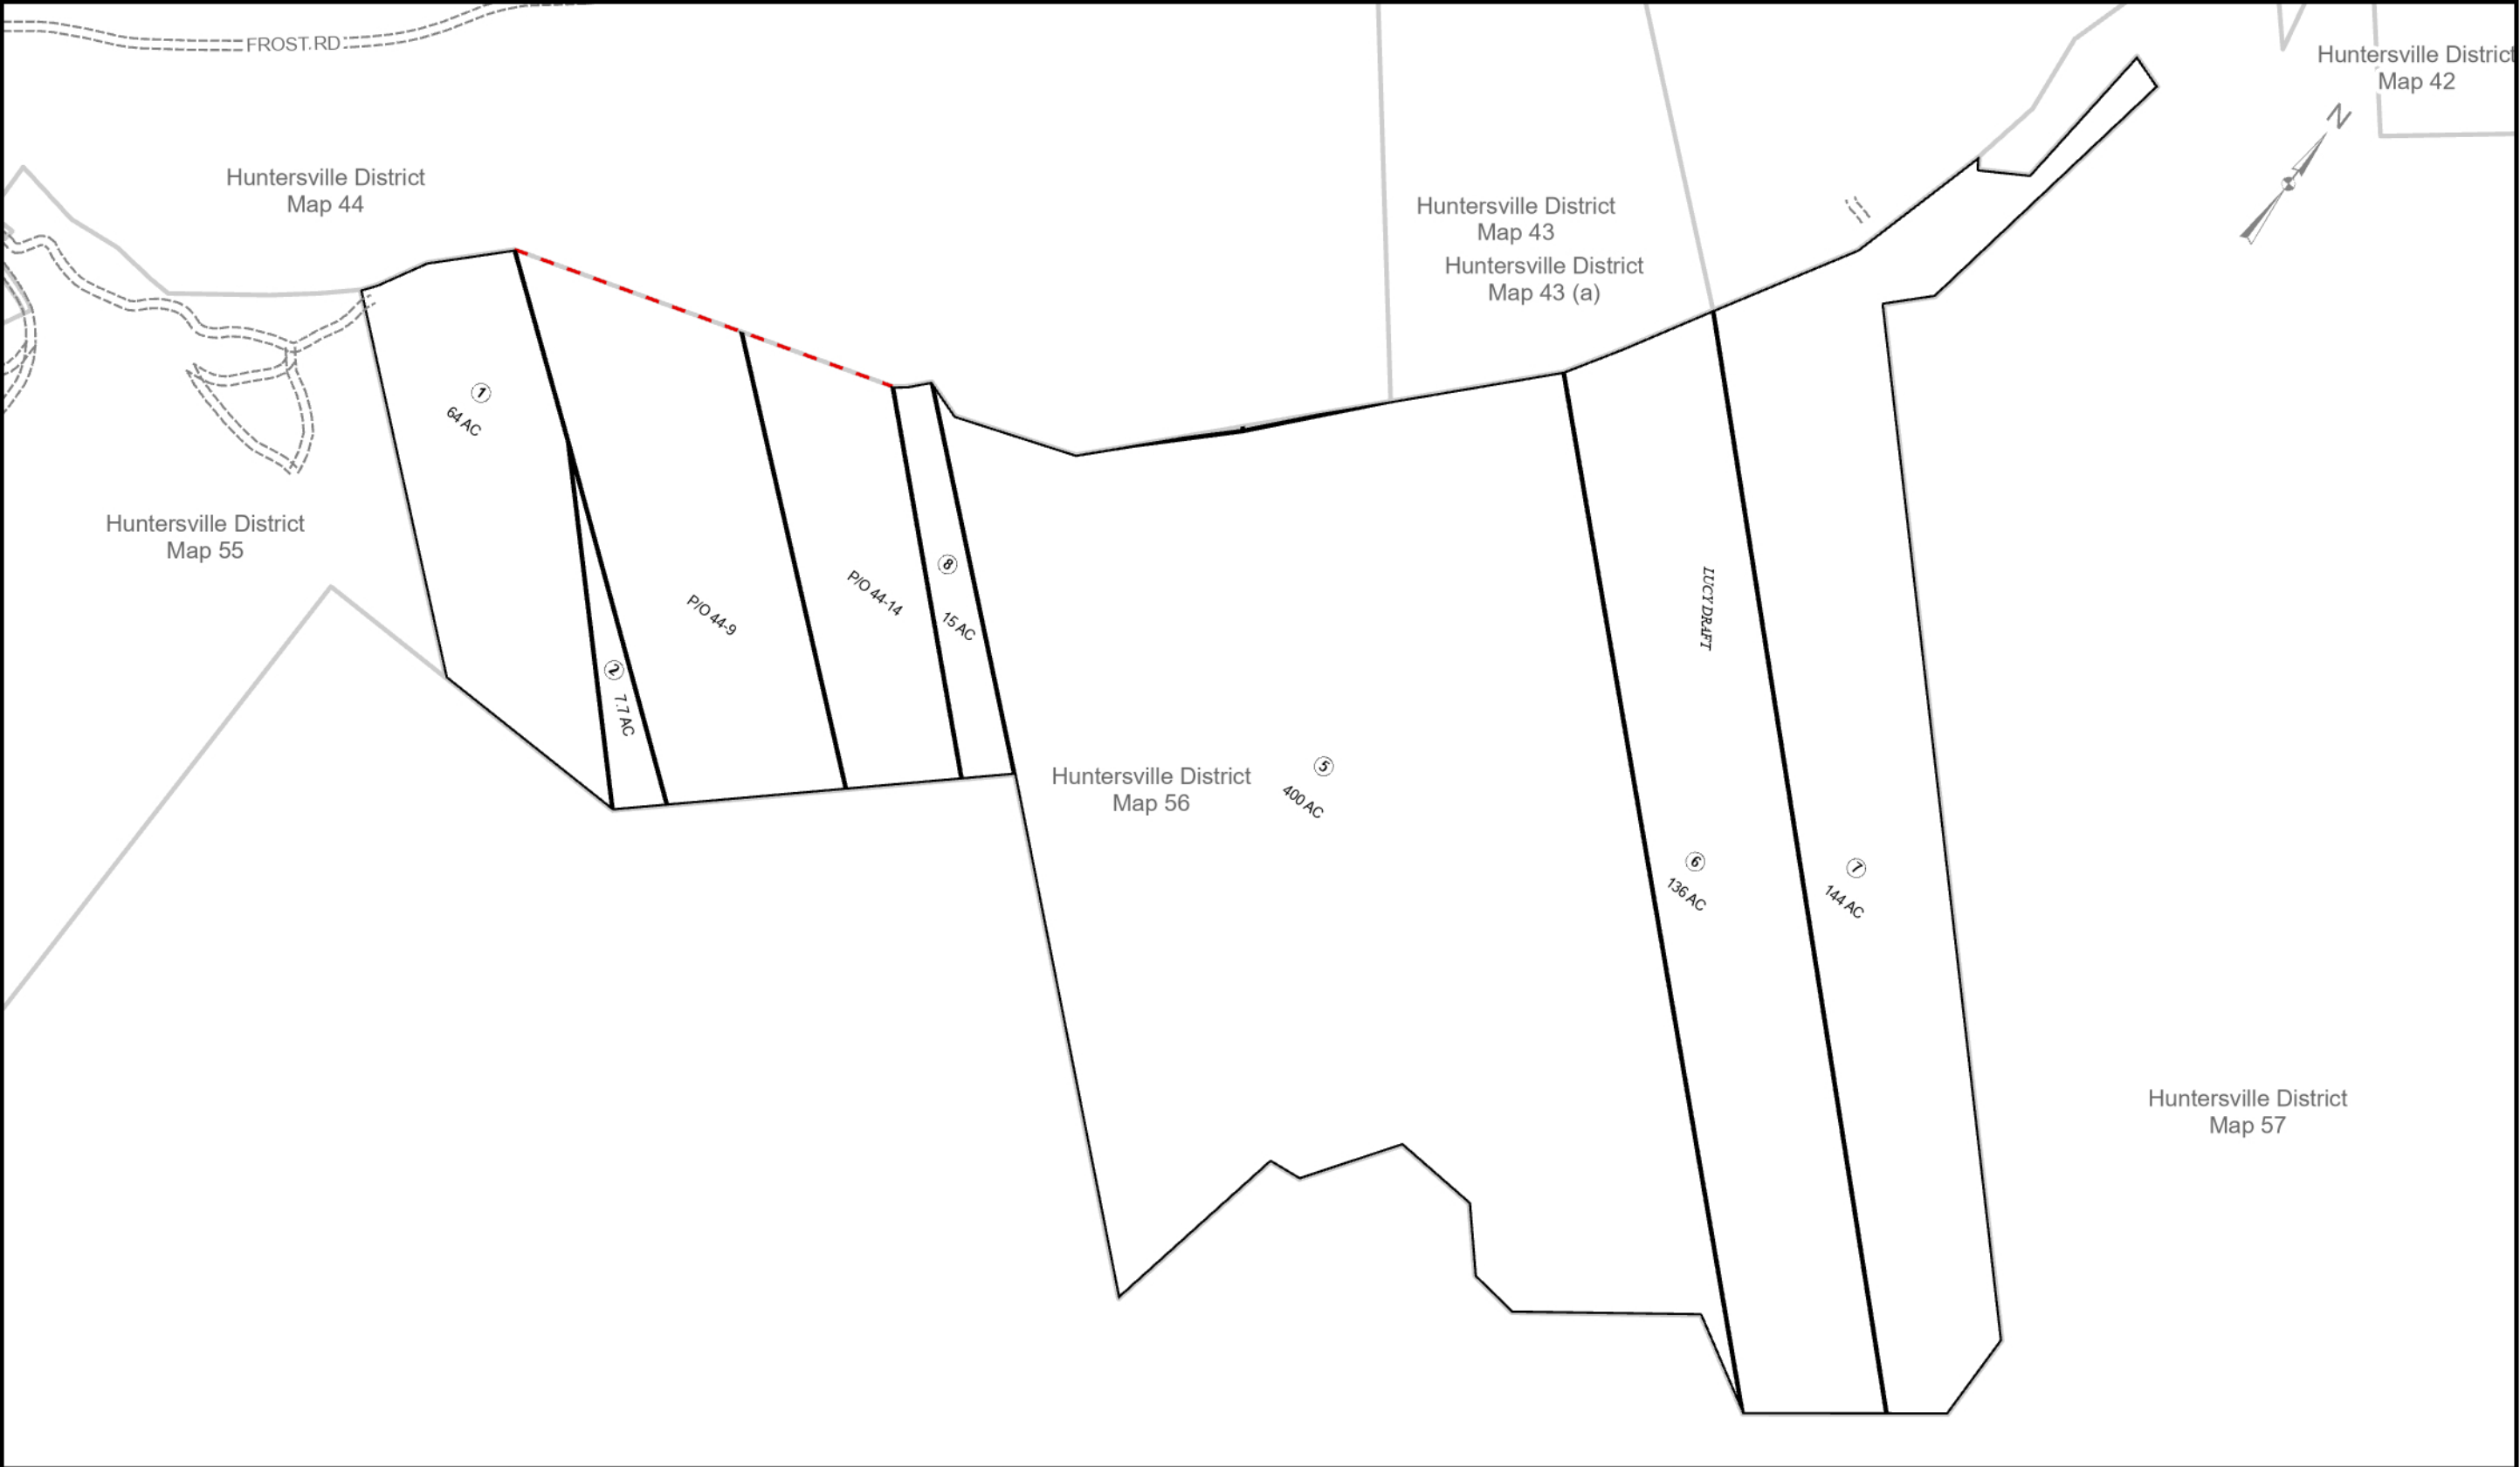 FROST RD
Huntersville District
Map 42
N
Huntersville District
Map 44
Huntersville District
Map 43
Huntersville District
Map 43 (a)
1
64 AC
Huntersville District
Map 55
8
15 AC
P/O 44-14
P/O 44-9
LUCY DRAFT
2
7.7 AC
Huntersville District
Map 56
5
400 AC
6
136 AC
7
144 AC
Huntersville District
Map 57